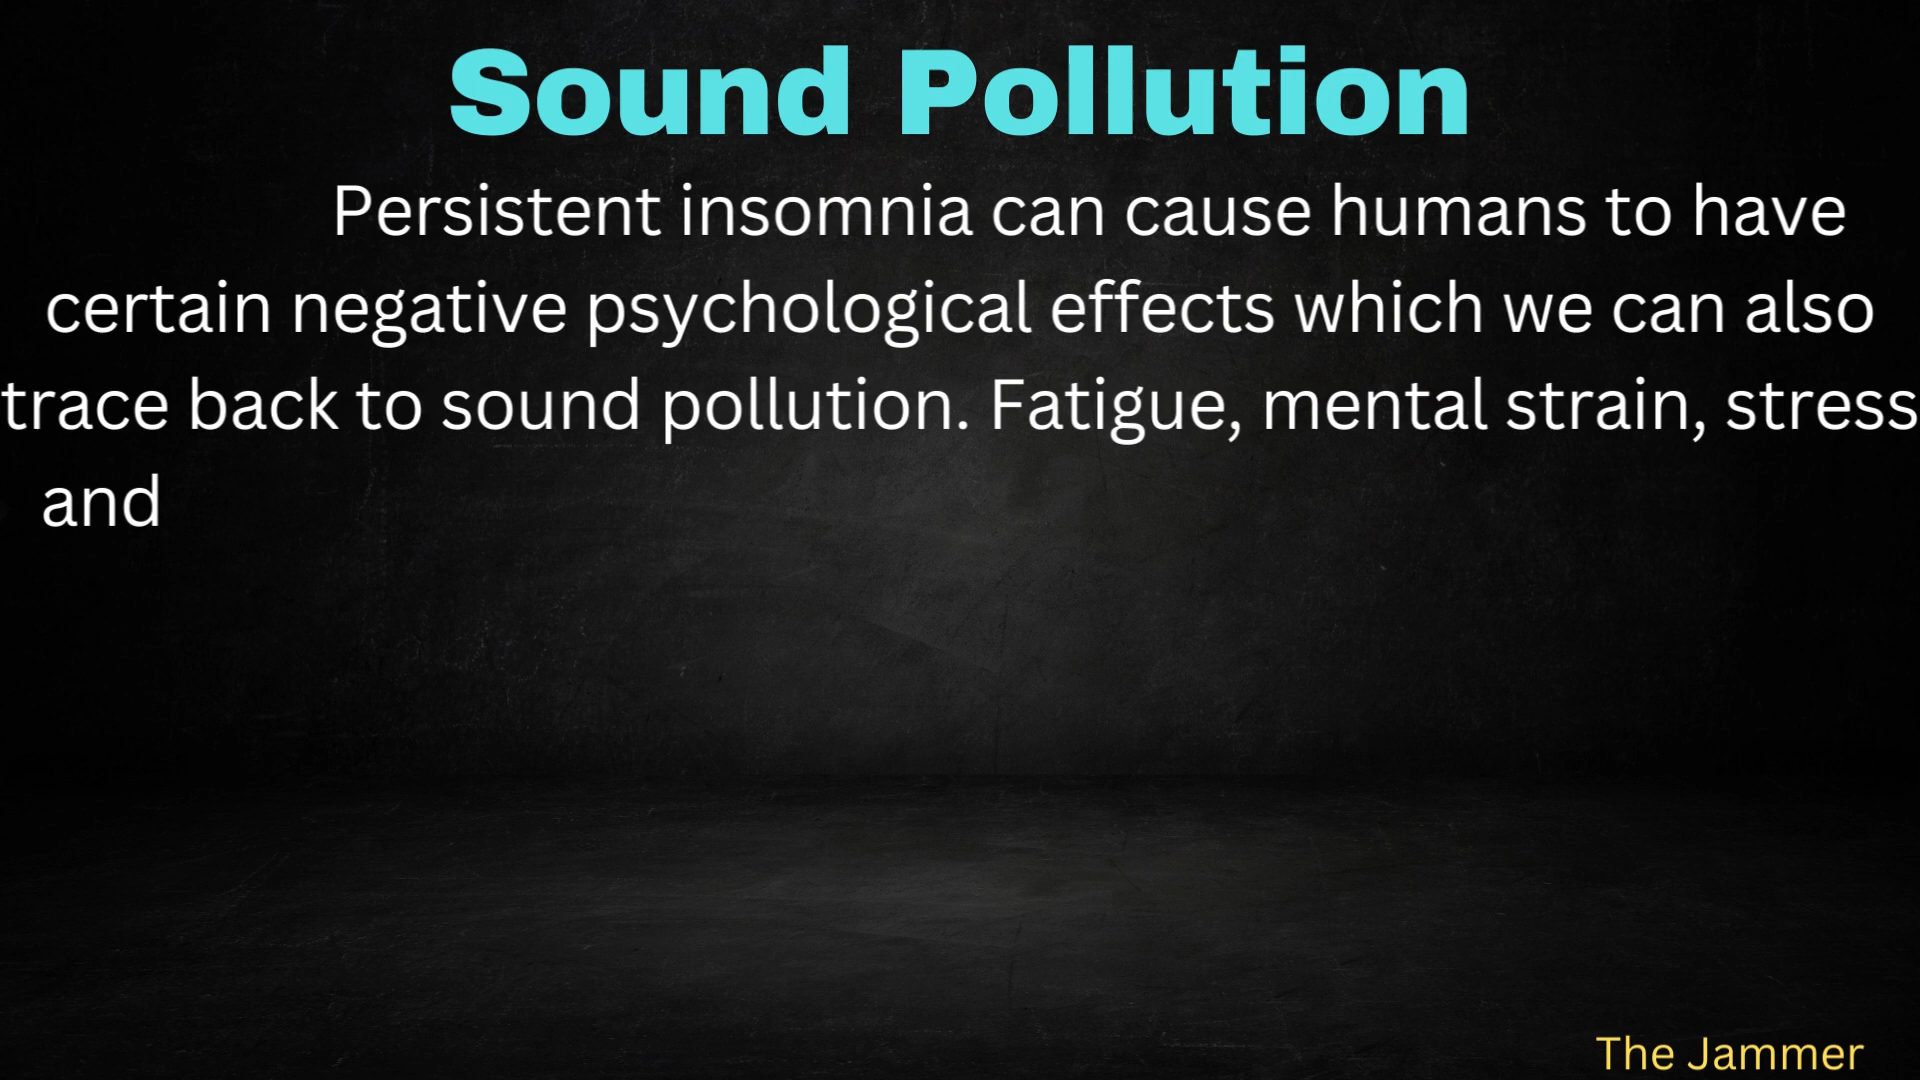 Sound Pollution
Persistent insomnia can cause humans to have
certain negative psychological effects which we can also
trace back to sound pollution. Fatigue, mental strain, stress
and
The Jammer